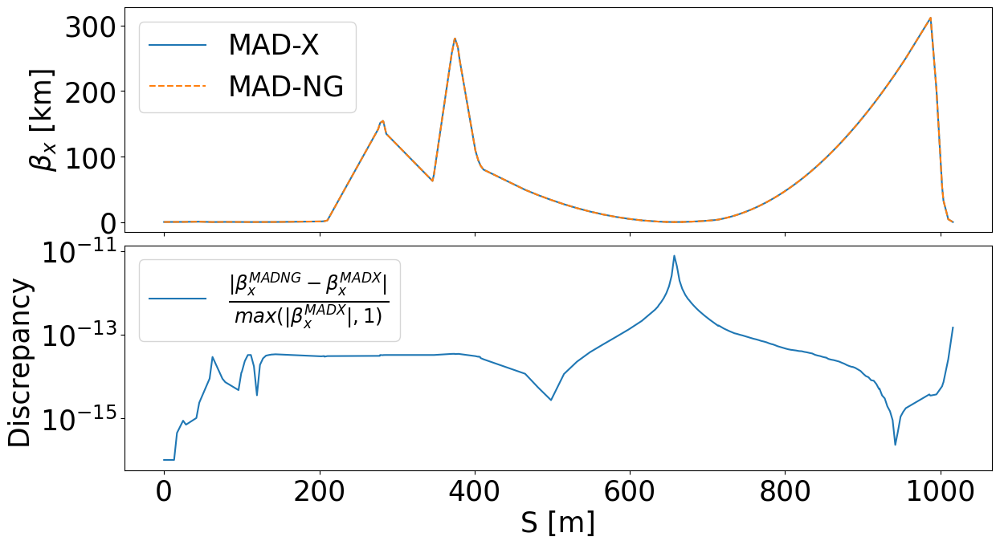 300
200
100
0
β_x [km]
MAD-X
MAD-NG
10^{-11}
10^{-13}
10^{-15}
Discrepancy
|β_x^{MADNG} − β_x^{MADX}|
max(|β_x^{MADX}|, 1)
0 200 400 600 800 1000
S [m]